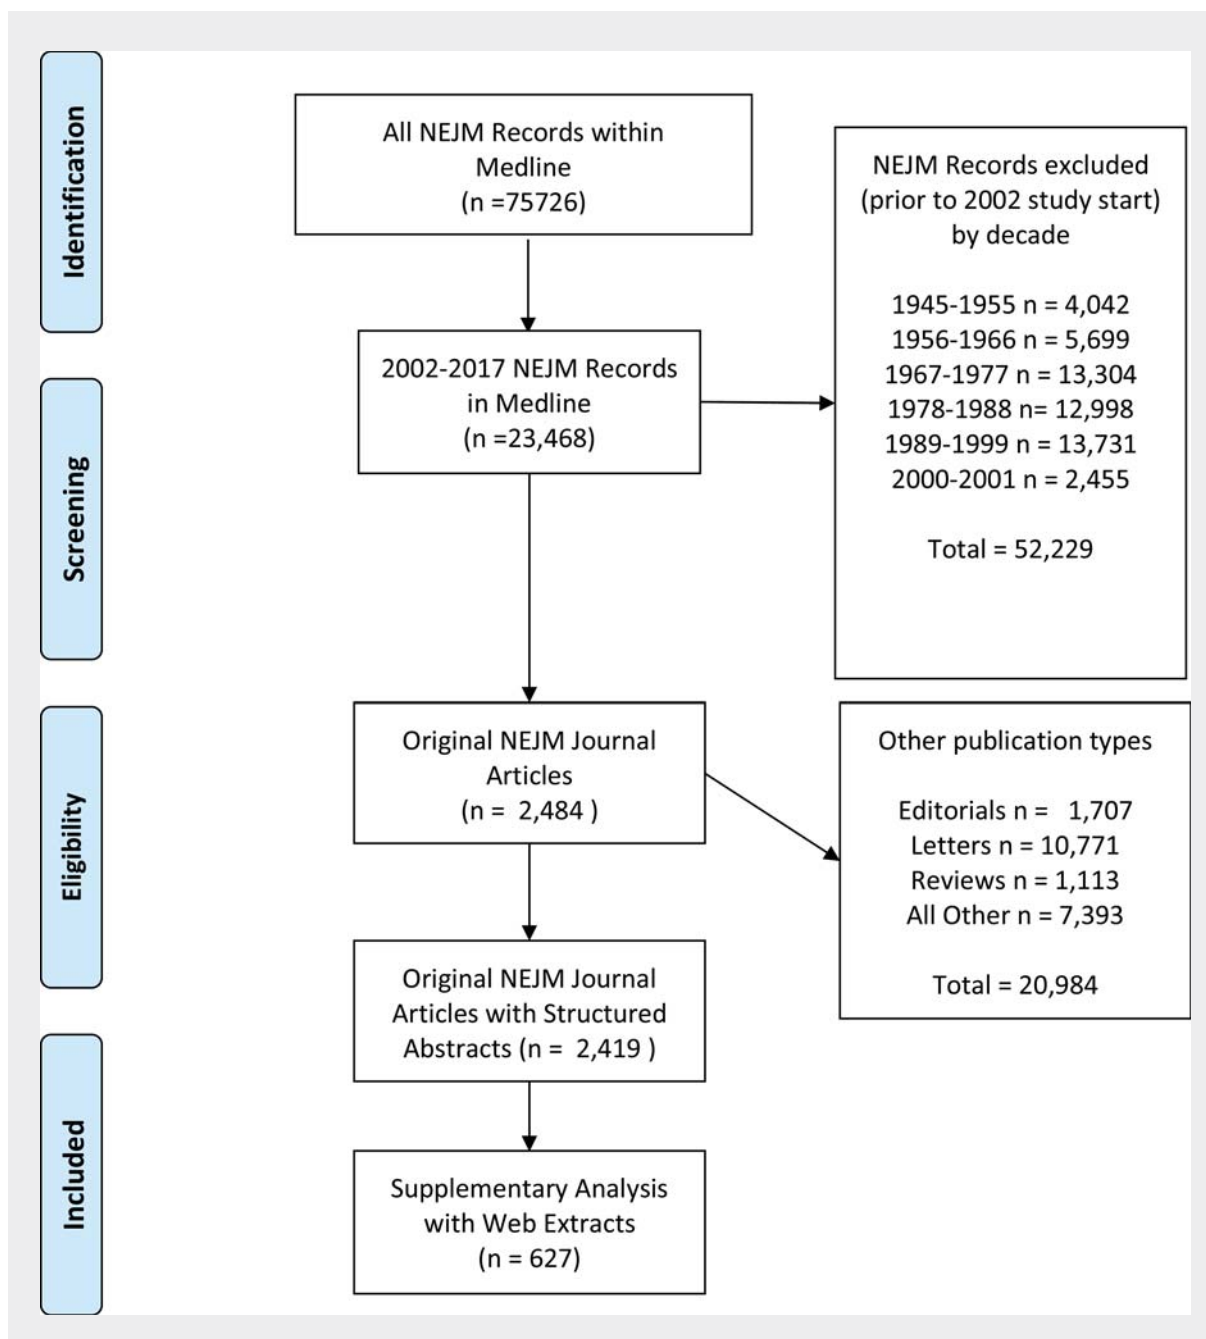 Identification
All NEJM Records within
Medline
(n =75726)
NEJM Records excluded
(prior to 2002 study start)
by decade
1945-1955 n = 4,042
1956-1966 n = 5,699
1967-1977 n = 13,304
1978-1988 n= 12,998
1989-1999 n = 13,731
2000-2001 n = 2,455
Total = 52,229
Screening
2002-2017 NEJM Records
in Medline
(n =23,468)
Eligibility
Original NEJM Journal
Articles
(n = 2,484 )
Other publication types
Editorials n = 1,707
Letters n = 10,771
Reviews n = 1,113
All Other n = 7,393
Total = 20,984
Original NEJM Journal
Articles with Structured
Abstracts (n = 2,419 )
Included
Supplementary Analysis
with Web Extracts
(n = 627)